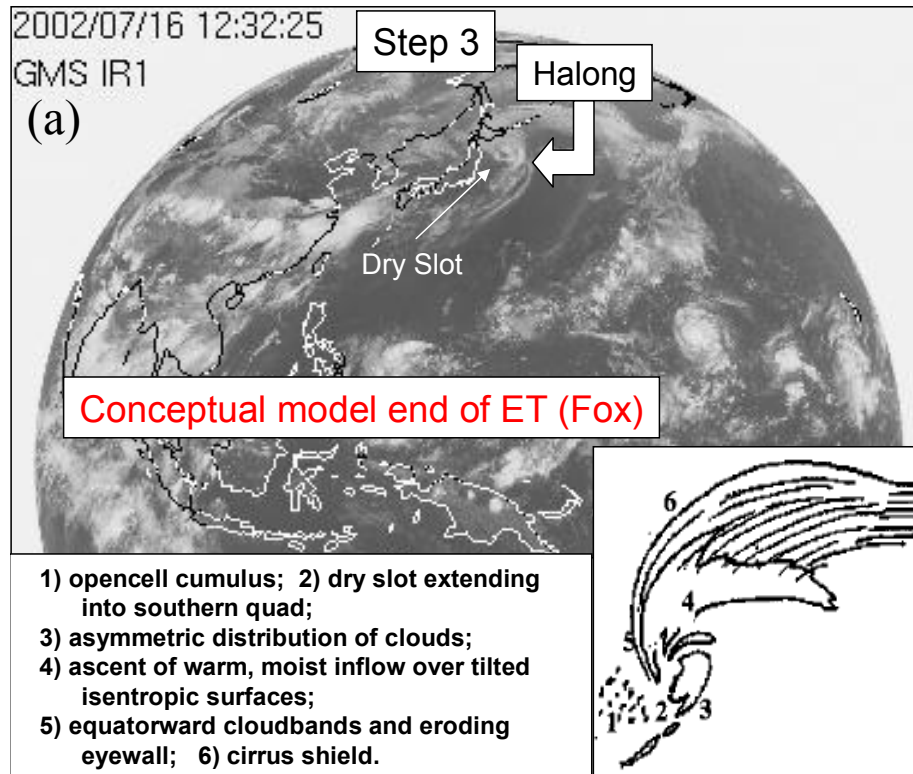 2002/07/16 12:32:25
GMS IR1
(a)
Step 3
Halong
Dry Slot
Conceptual model end of ET (Fox)
1) opencell cumulus; 2) dry slot extending
into southern quad;
3) asymmetric distribution of clouds;
4) ascent of warm, moist inflow over tilted
isentropic surfaces;
5) equatorward cloudbands and eroding
eyewall; 6) cirrus shield.
6
4
5
1
2
3